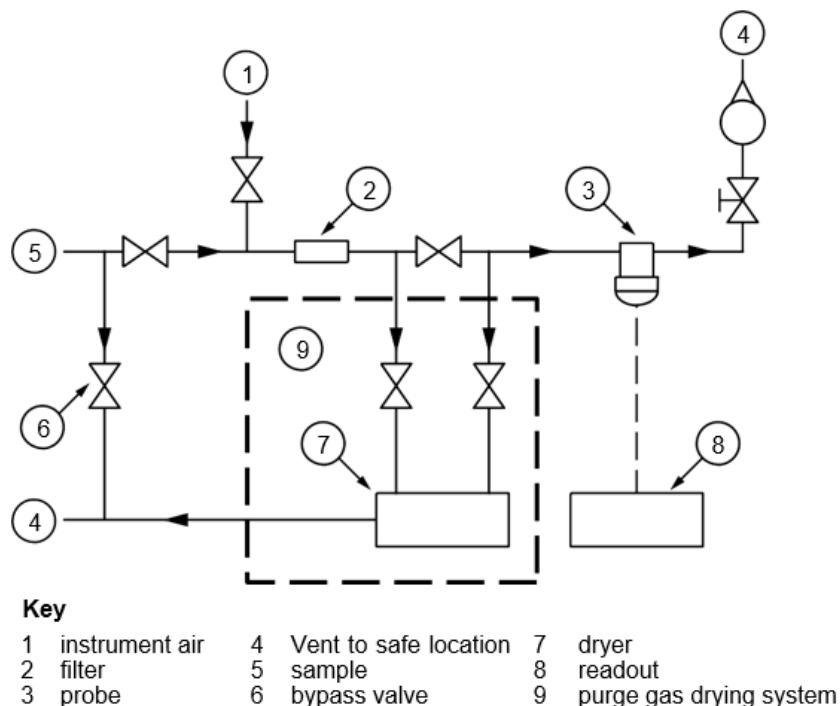 4
1
2
3
5
9
6
7
8
4
Key
1 instrument air 4 Vent to safe location 7 dryer
2 filter 5 sample 8 readout
3 probe 6 bypass valve 9 purge gas drying system